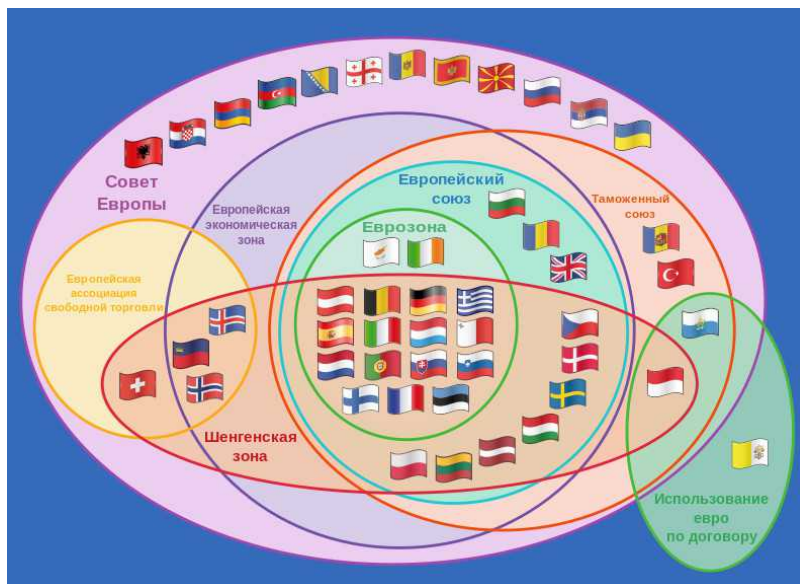 Совет
Европы
Европейская
экономическая
зона
Европейский
союз
Таможенный
союз
Еврозона
Европейская
ассоциация
свободной торговли
Шенгенская
зона
Использование
евро
по договору